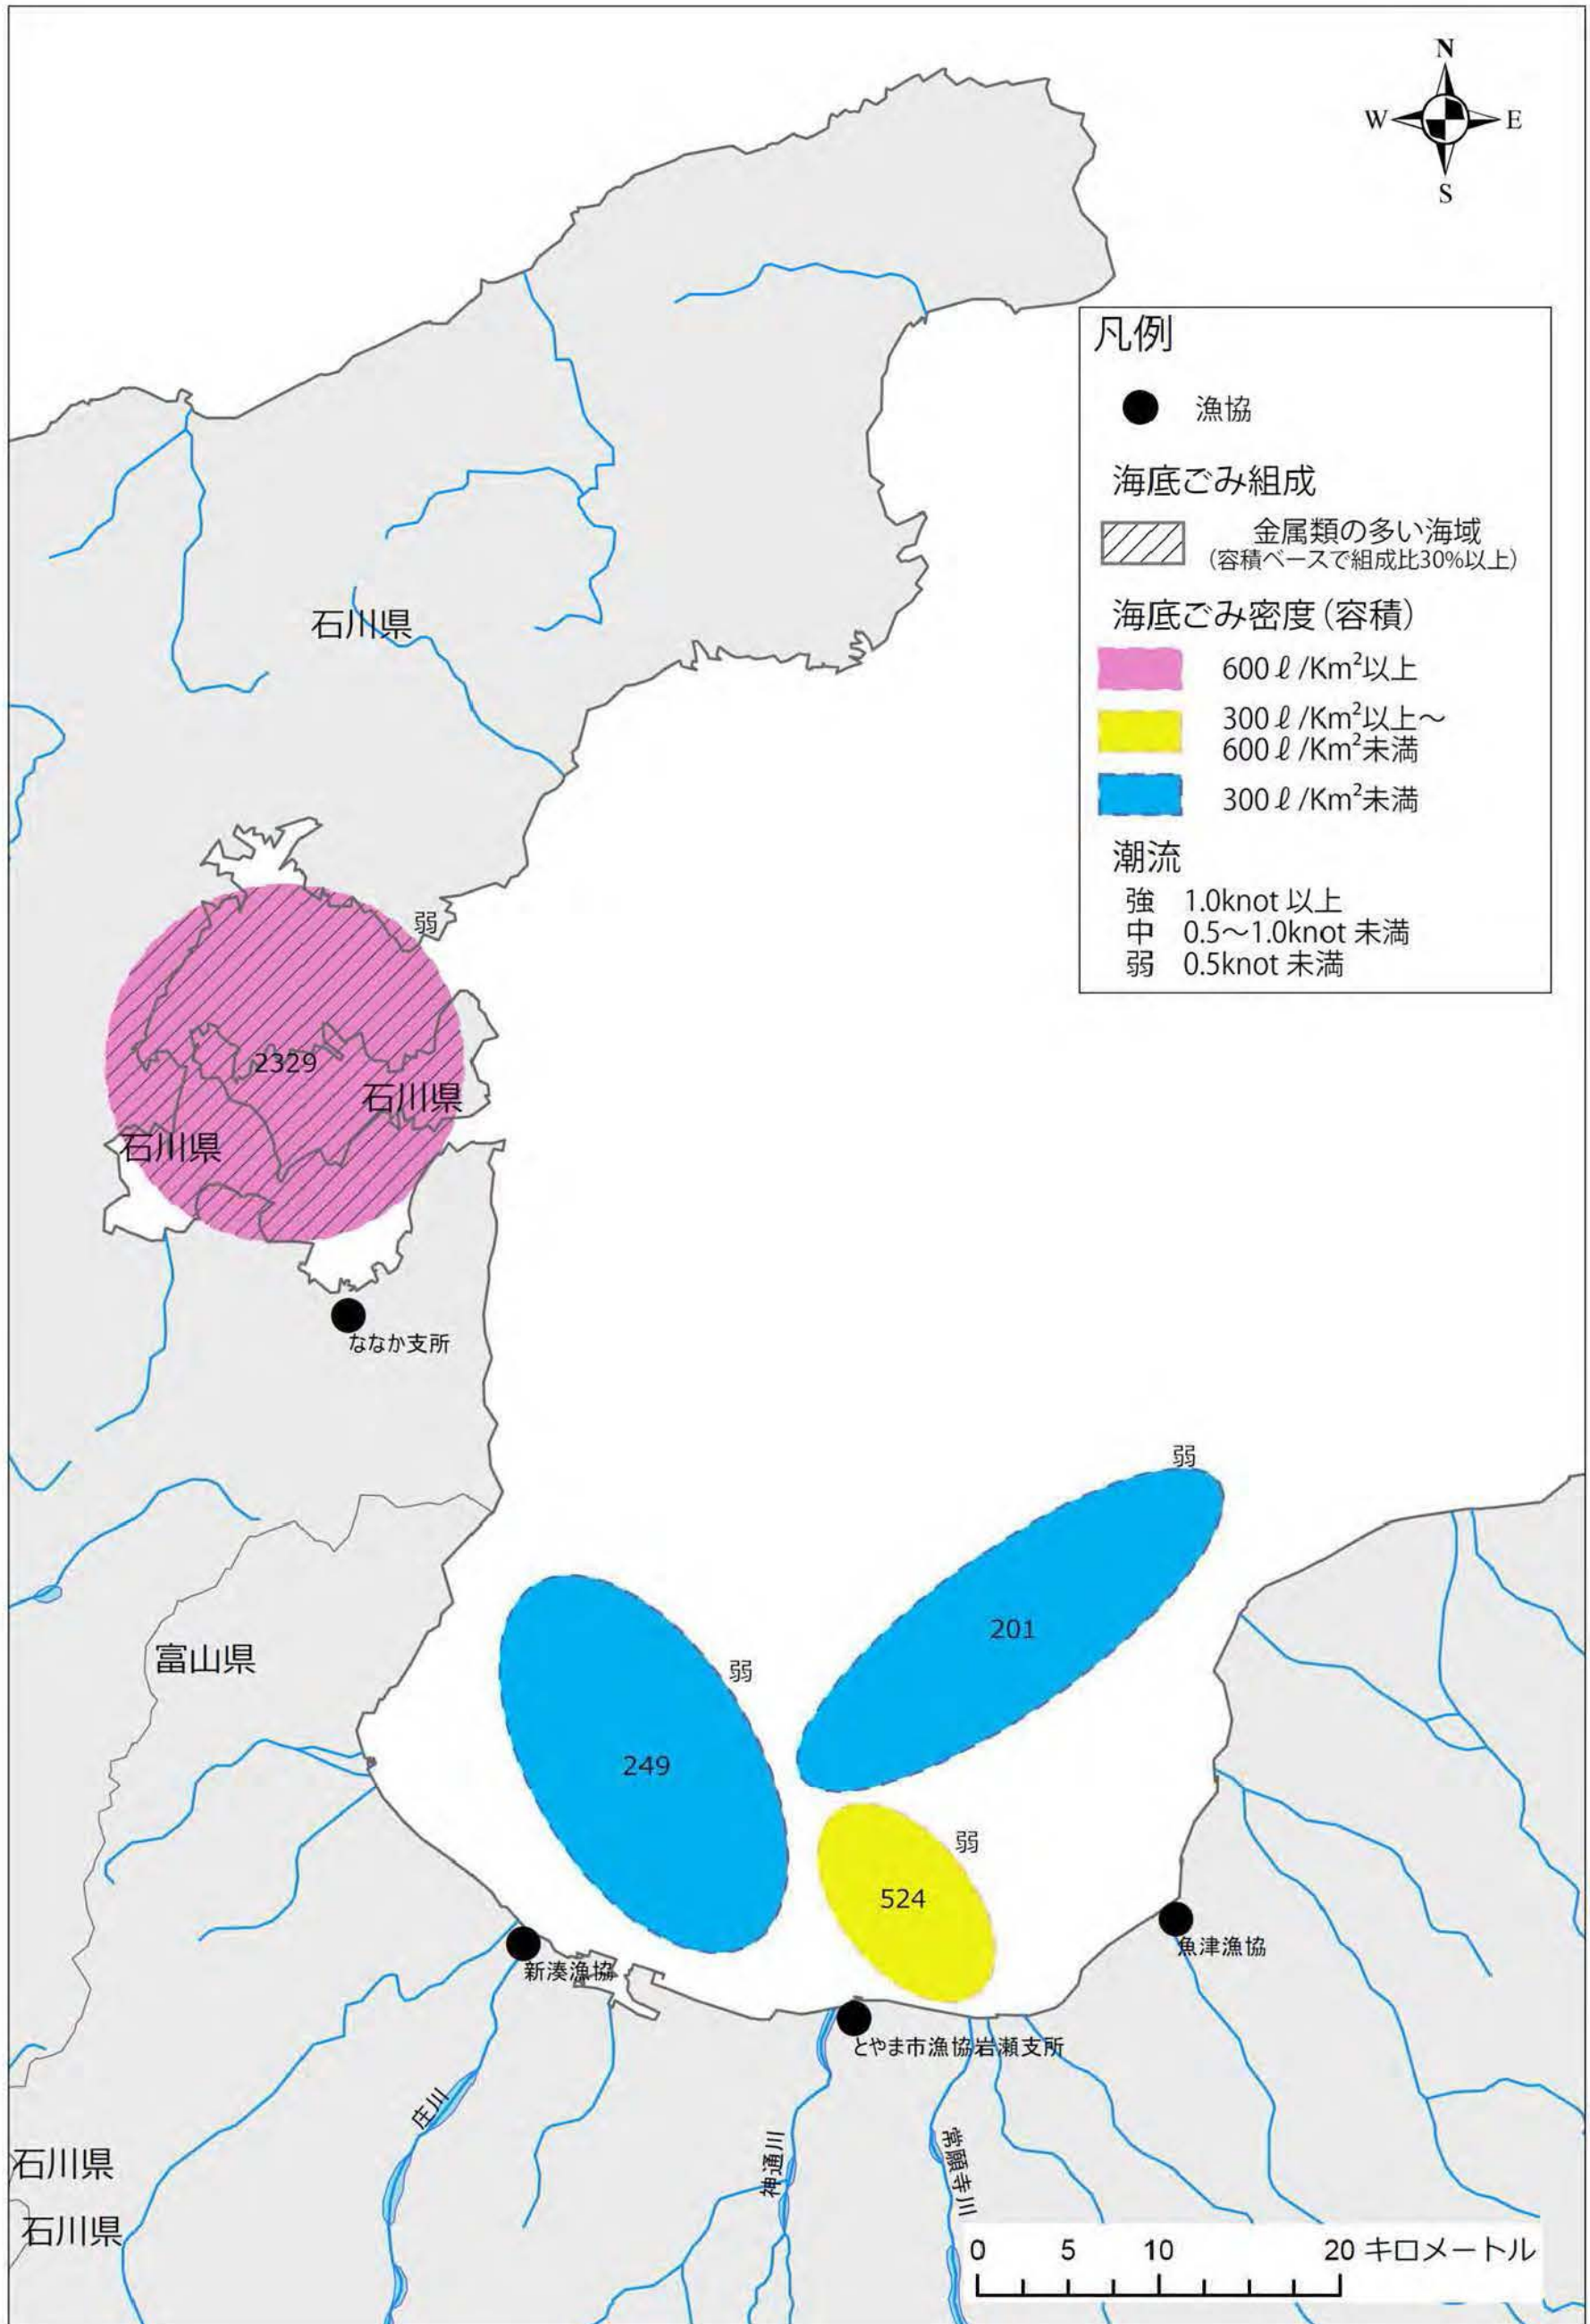 N
W
E
S
凡例
漁協
海底ごみ組成
金属類の多い海域
（容積ベースで組成比30%以上）
海底ごみ密度（容積）
600ℓ/Km²以上
300ℓ/Km²以上～
600ℓ/Km²未満
300ℓ/Km²未満
潮流
強 1.0knot 以上
中 0.5～1.0knot 未満
弱 0.5knot 未満
石川県
弱
2329
石川県
石川県
ななか支所
弱
201
富山県
弱
249
弱
524
魚津漁協
新湊漁協
とやま市漁協岩瀬支所
庄川
神通川
常願寺川
石川県
石川県
0 5 10 20 キロメートル